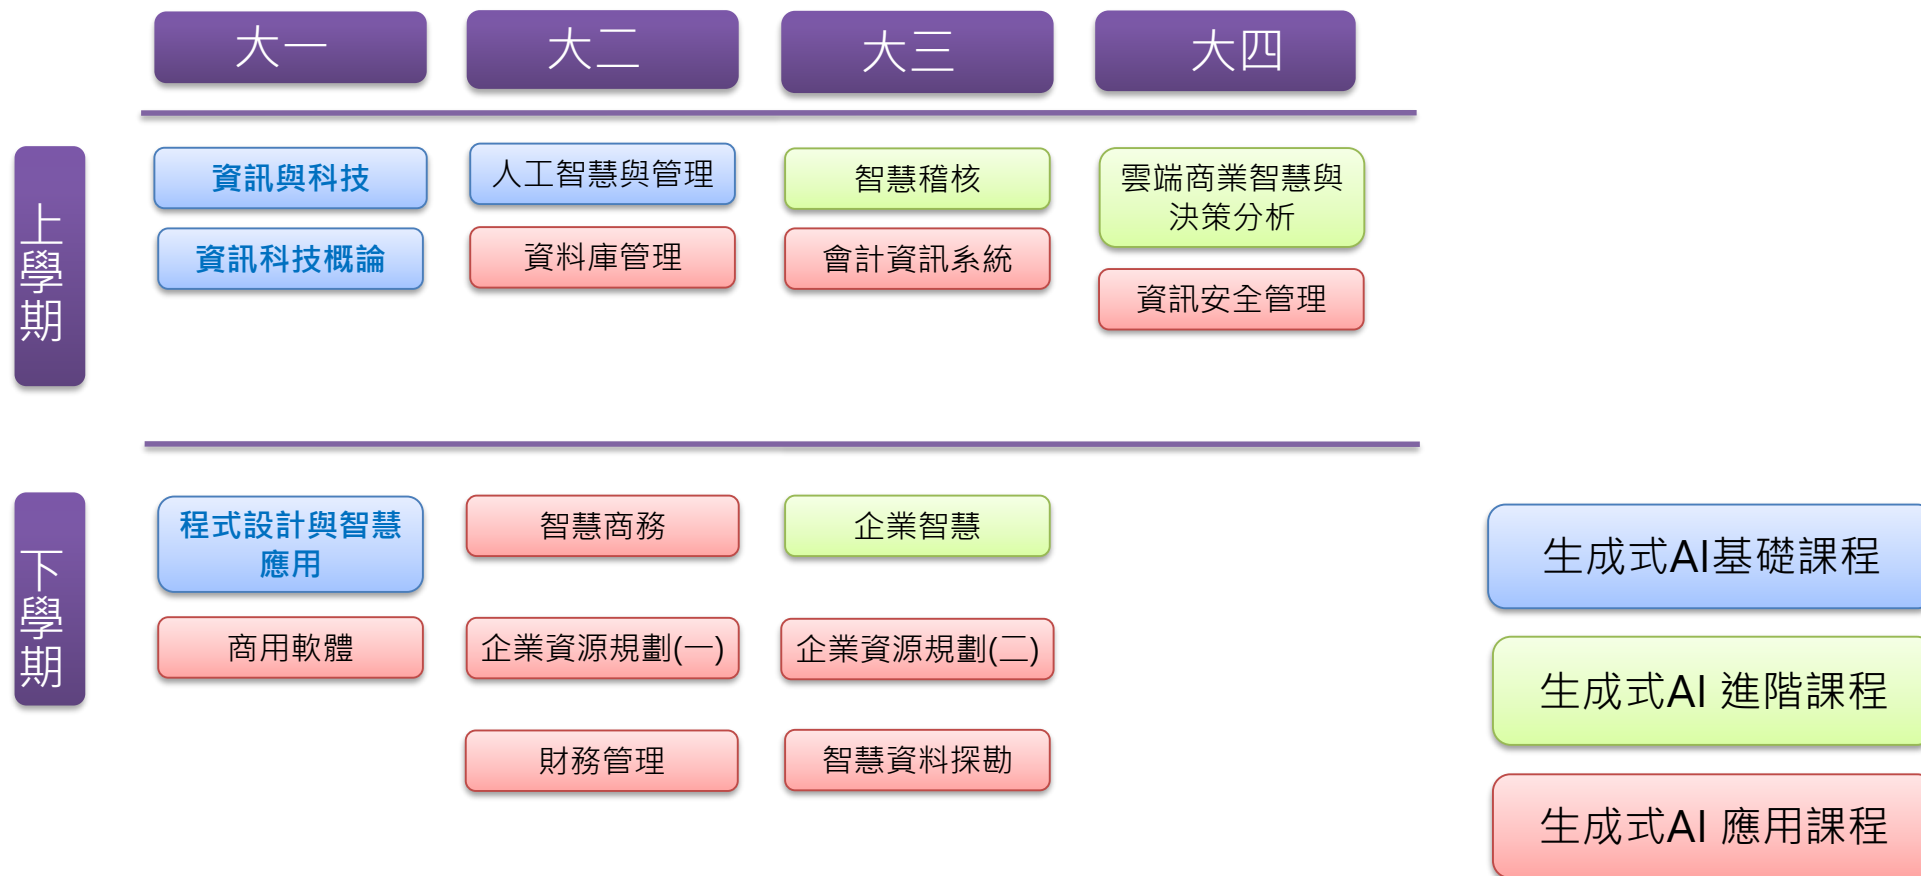 大一
大二
大三
大四
上學期
資訊與科技
人工智慧與管理
智慧稽核
雲端商業智慧與
決策分析
資訊科技概論
資料庫管理
會計資訊系統
資訊安全管理
下學期
程式設計與智慧
應用
智慧商務
企業智慧
商用軟體
企業資源規劃(一)
企業資源規劃(二)
財務管理
智慧資料探勘
生成式AI基礎課程
生成式AI 進階課程
生成式AI 應用課程